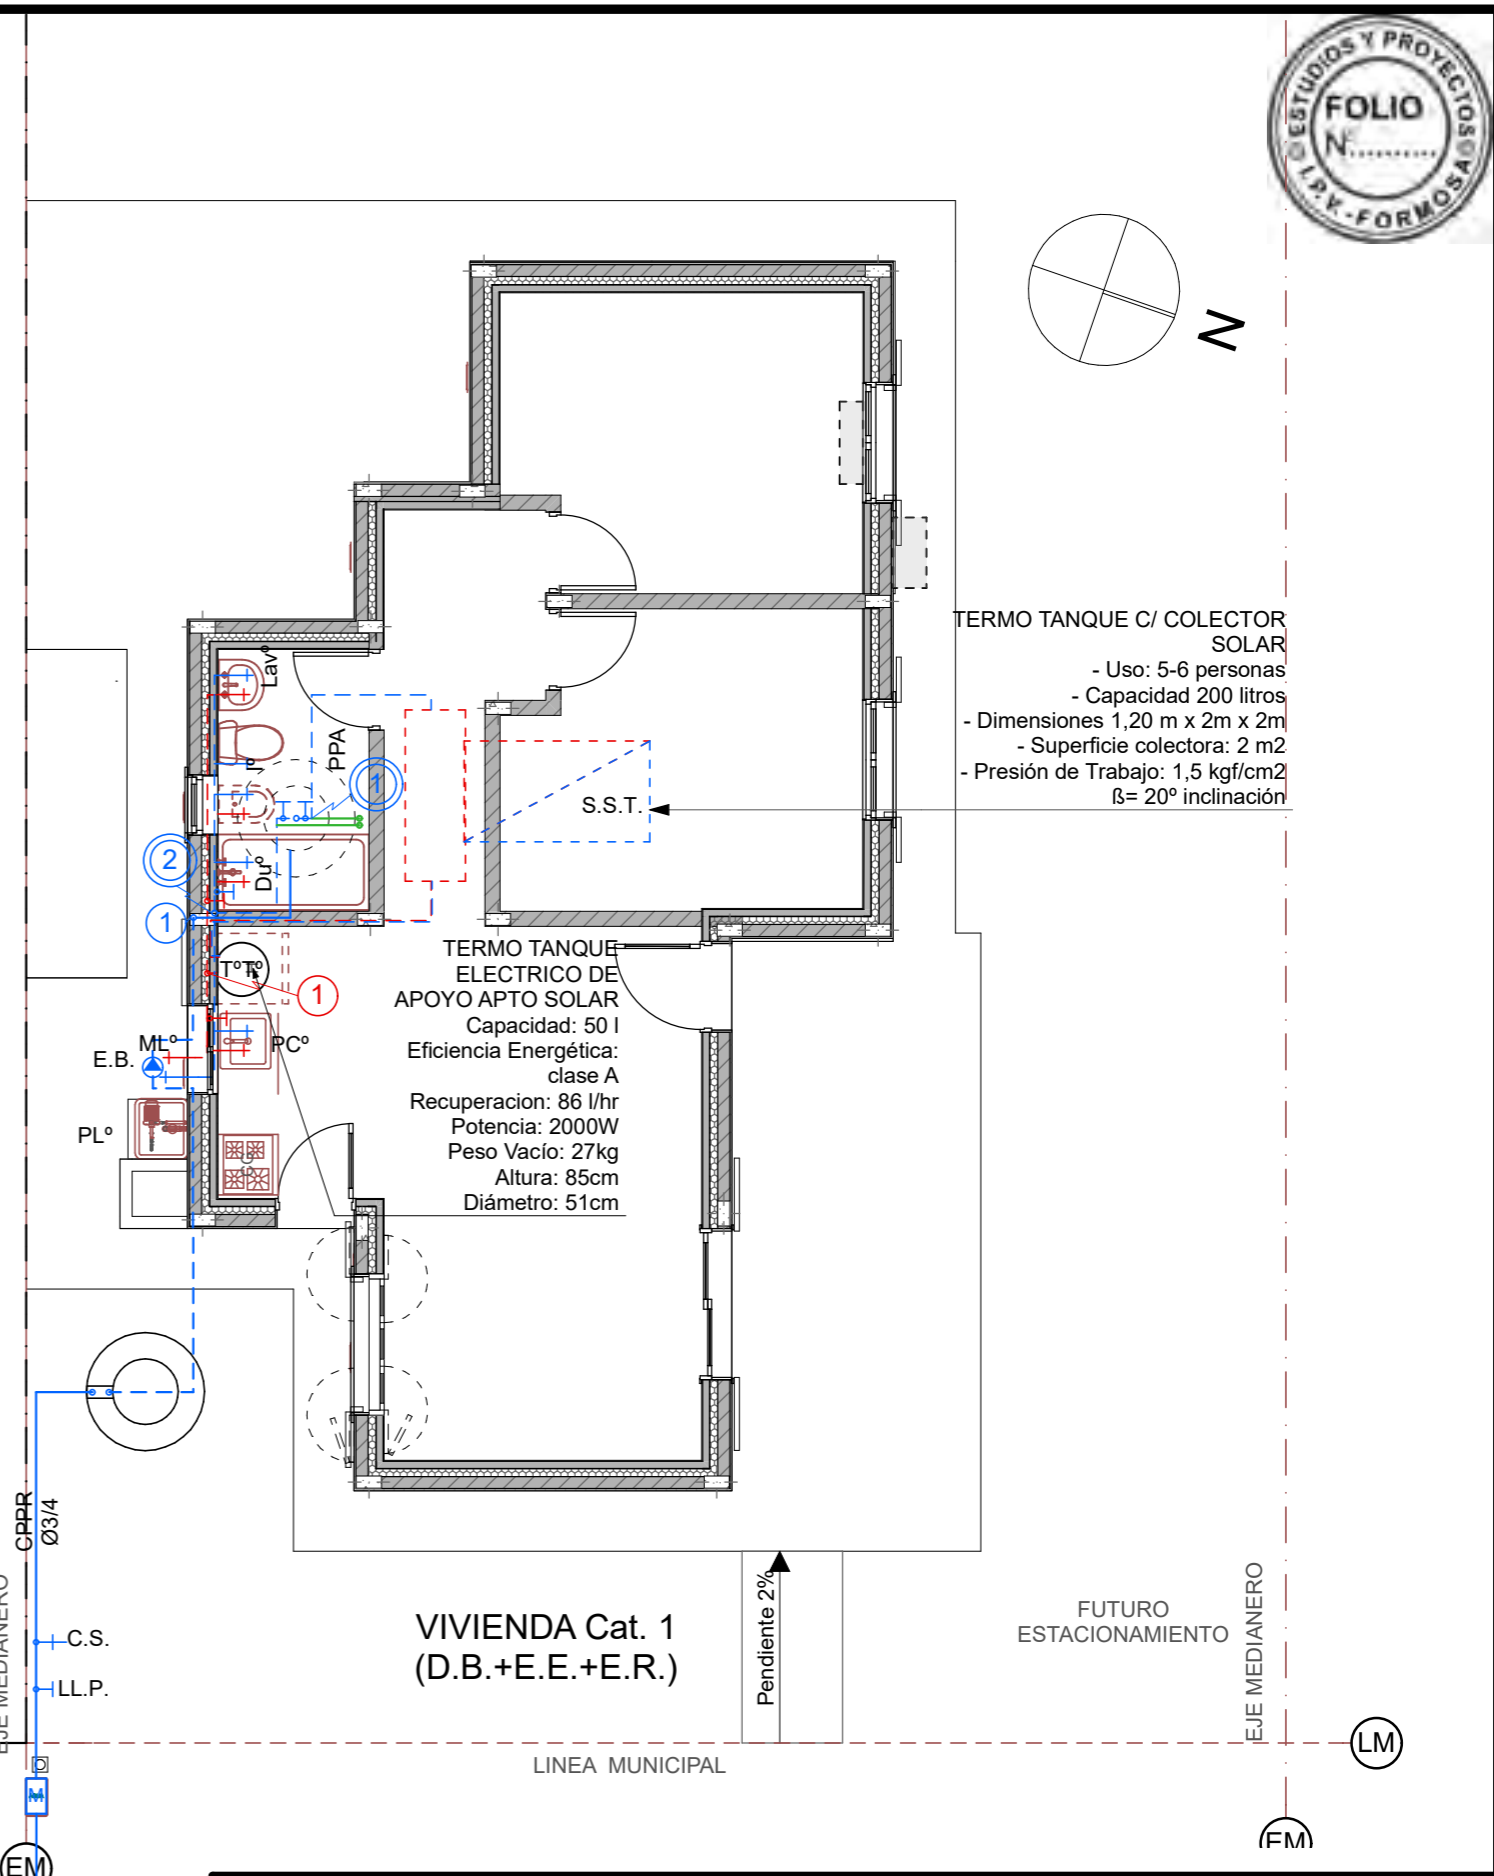 ESTUDIOS Y PROYECTOS
FOLIO
Nº..........
I.P.V.-FORMOSA
N
TERMO TANQUE C/ COLECTOR
SOLAR
- Uso: 5-6 personas
- Capacidad 200 litros
- Dimensiones 1,20 m x 2m x 2m
- Superficie colectora: 2 m2
- Presión de Trabajo: 1,5 kgf/cm2
ß= 20º inclinación
S.S.T.
Lavº
Iº
PPA
1
Duº
2
1
TERMO TANQUE
ELECTRICO DE
APOYO APTO SOLAR
Capacidad: 50 l
Eficiencia Energética:
clase A
Recuperacion: 86 l/hr
Potencia: 2000W
Peso Vacío: 27kg
Altura: 85cm
Diámetro: 51cm
TºTº
1
MLº
PCº
E.B.
PLº
CG
CPPR
Ø3/4
EJE MEDIANERO
C.S.
LL.P.
VIVIENDA Cat. 1
(D.B.+E.E.+E.R.)
Pendiente 2%
FUTURO
ESTACIONAMIENTO
EJE MEDIANERO
LINEA MUNICIPAL
LM
M
EM
EM